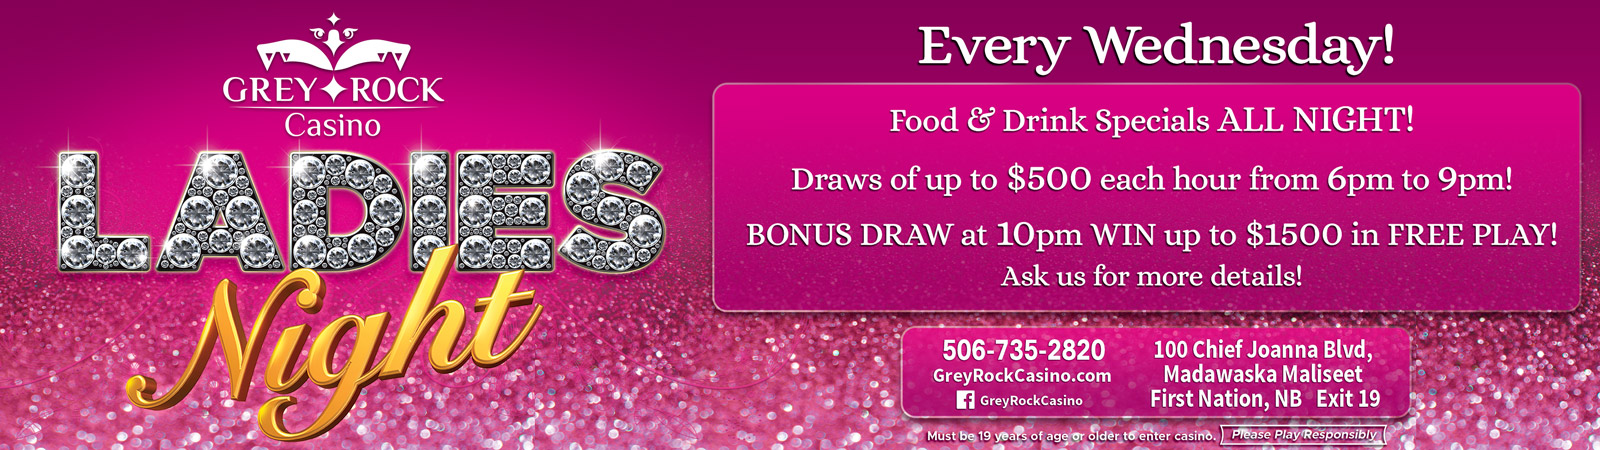 GREY ROCK
Casino
LADIES
Night
Every Wednesday!
Food & Drink Specials ALL NIGHT!
Draws of up to $500 each hour from 6pm to 9pm!
BONUS DRAW at 10pm WIN up to $1500 in FREE PLAY!
Ask us for more details!
506-735-2820
GreyRockCasino.com
GreyRockCasino
100 Chief Joanna Blvd,
Madawaska Maliseet
First Nation, NB Exit 19
Must be 19 years of age or older to enter casino. Please Play Responsibly